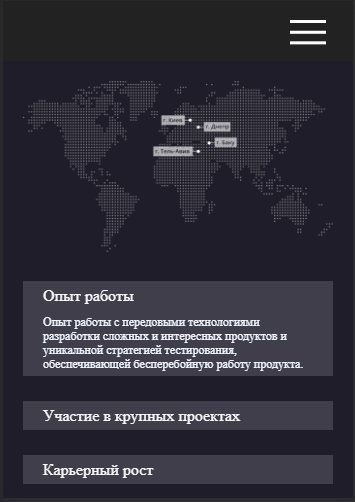 г. Киев
г. Днепр
г. Баку
г. Тель-Авив
Опыт работы
Опыт работы с передовыми технологиями
разработки сложных и интересных продуктов и
уникальной стратегией тестирования,
обеспечивающей бесперебойную работу продукта.
Участие в крупных проектах
Карьерный рост